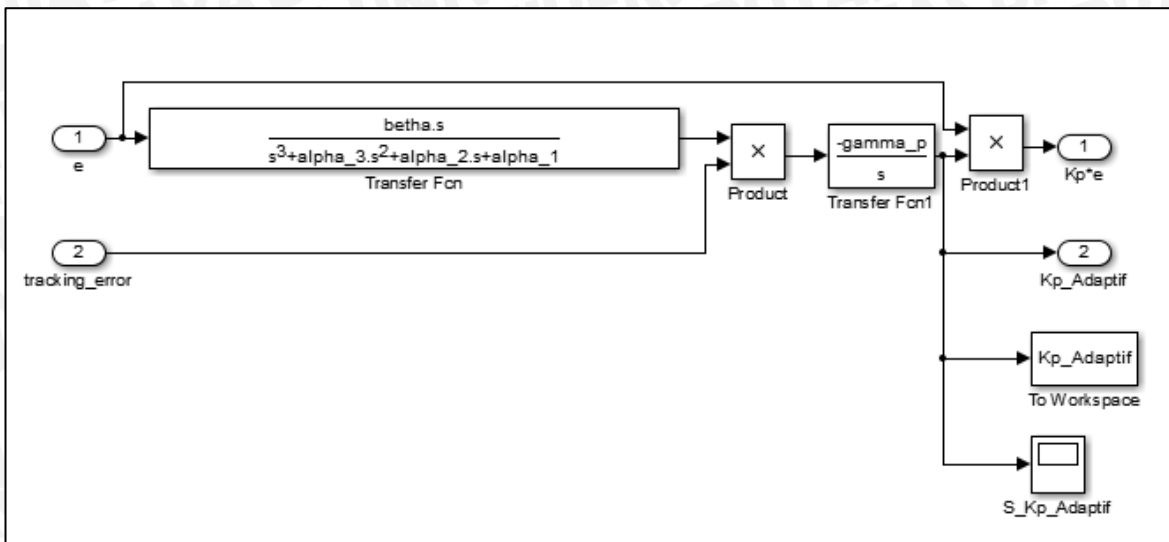 1
e
betha.s
s3+alpha_3.s2+alpha_2.s+alpha_1
Transfer Fcn
2
tracking_error
×
Product
-gamma_p
s
Transfer Fcn1
×
Product1
1
Kp*e
2
Kp_Adaptif
Kp_Adaptif
To Workspace
S_Kp_Adaptif